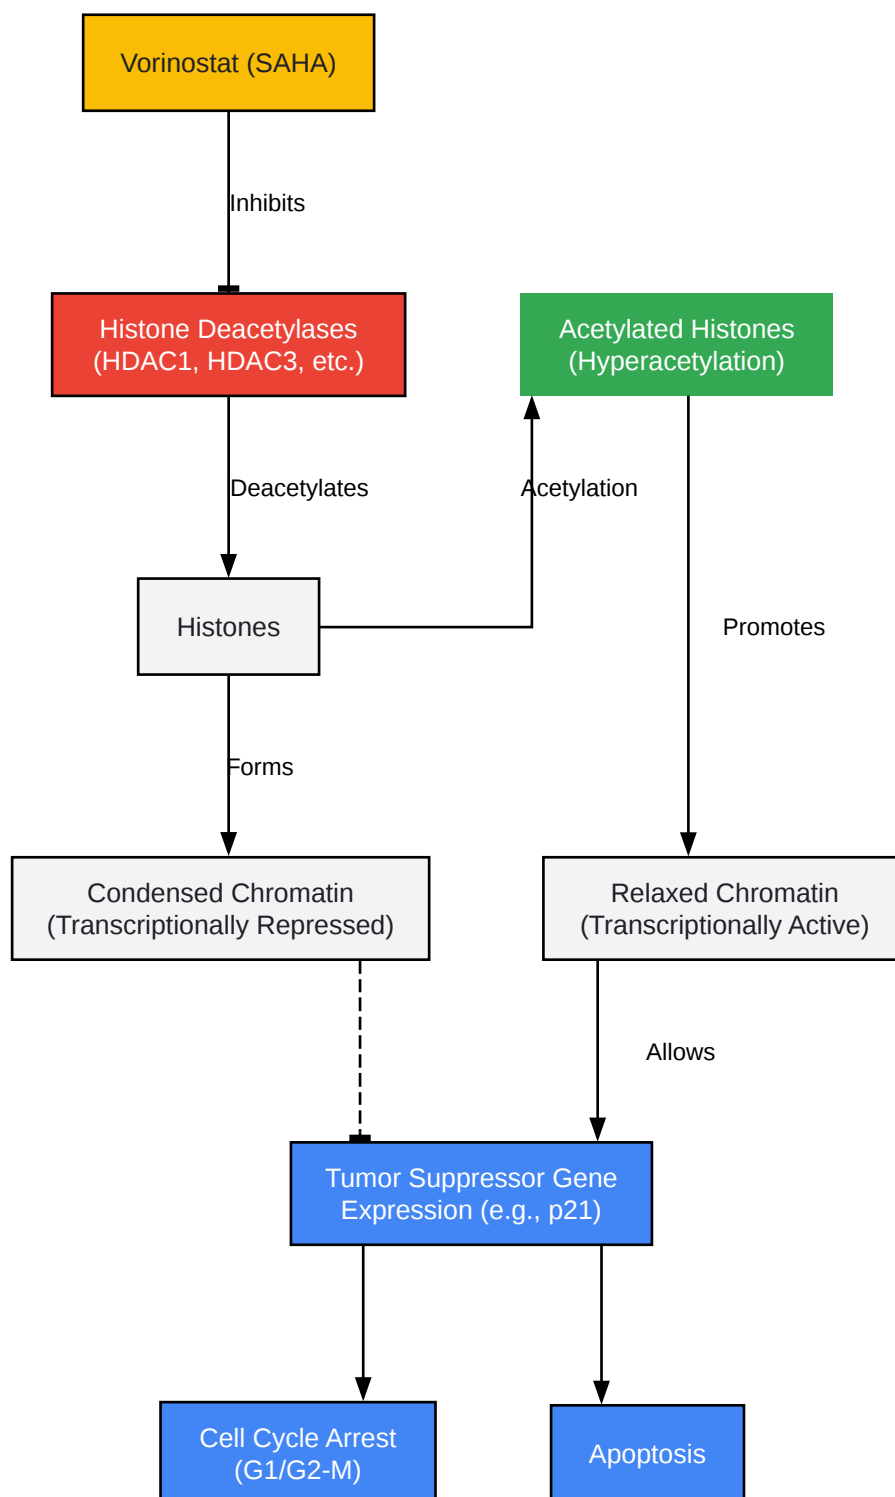 Vorinostat (SAHA)
Inhibits
Histone Deacetylases
(HDAC1, HDAC3, etc.)
Acetylated Histones
(Hyperacetylation)
Deacetylates
Acetylation
Histones
Promotes
Forms
Condensed Chromatin
(Transcriptionally Repressed)
Relaxed Chromatin
(Transcriptionally Active)
Allows
Tumor Suppressor Gene
Expression (e.g., p21)
Cell Cycle Arrest
(G1/G2-M)
Apoptosis